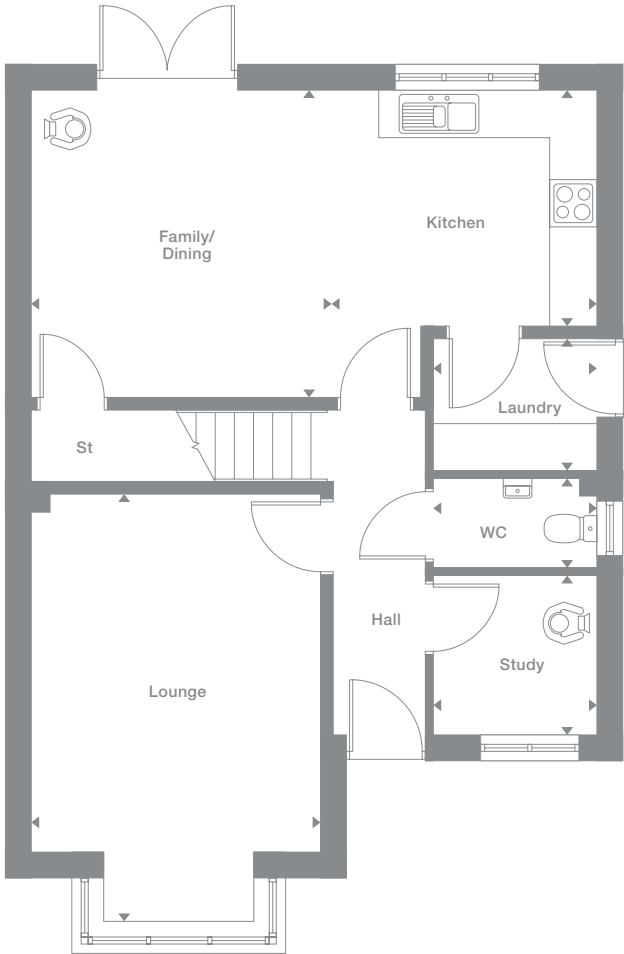 Family/
Dining
Kitchen
Laundry
St
WC
Hall
Study
Lounge